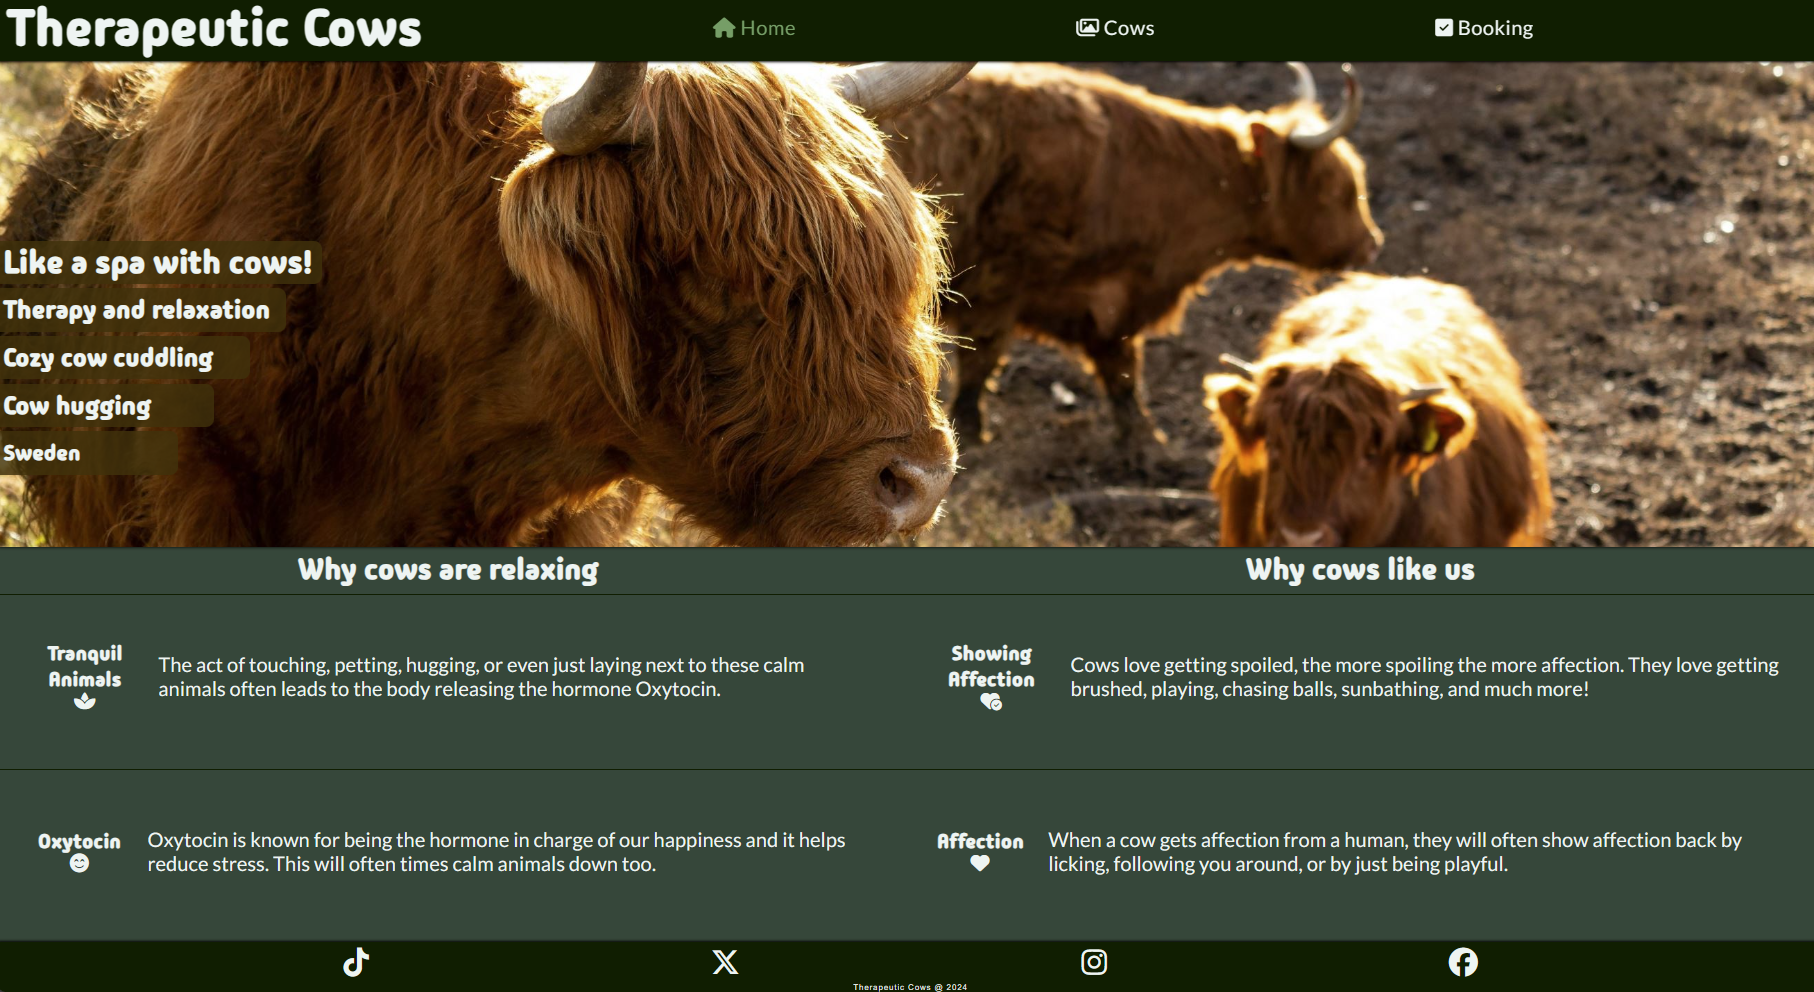 Therapeutic Cows
Home
Cows
Booking
Like a spa with cows!
Therapy and relaxation
Cozy cow cuddling
Cow hugging
Sweden
Why cows are relaxing
Tranquil
Animals
The act of touching, petting, hugging, or even just laying next to these calm
animals often leads to the body releasing the hormone Oxytocin.
Oxytocin
Oxytocin is known for being the hormone in charge of our happiness and it helps
reduce stress. This will often times calm animals down too.
Why cows like us
Showing
Affection
Cows love getting spoiled, the more spoiling the more affection. They love getting
brushed, playing, chasing balls, sunbathing, and much more!
Affection
When a cow gets affection from a human, they will often show affection back by
licking, following you around, or by just being playful.
Therapeutic Cows @ 2024